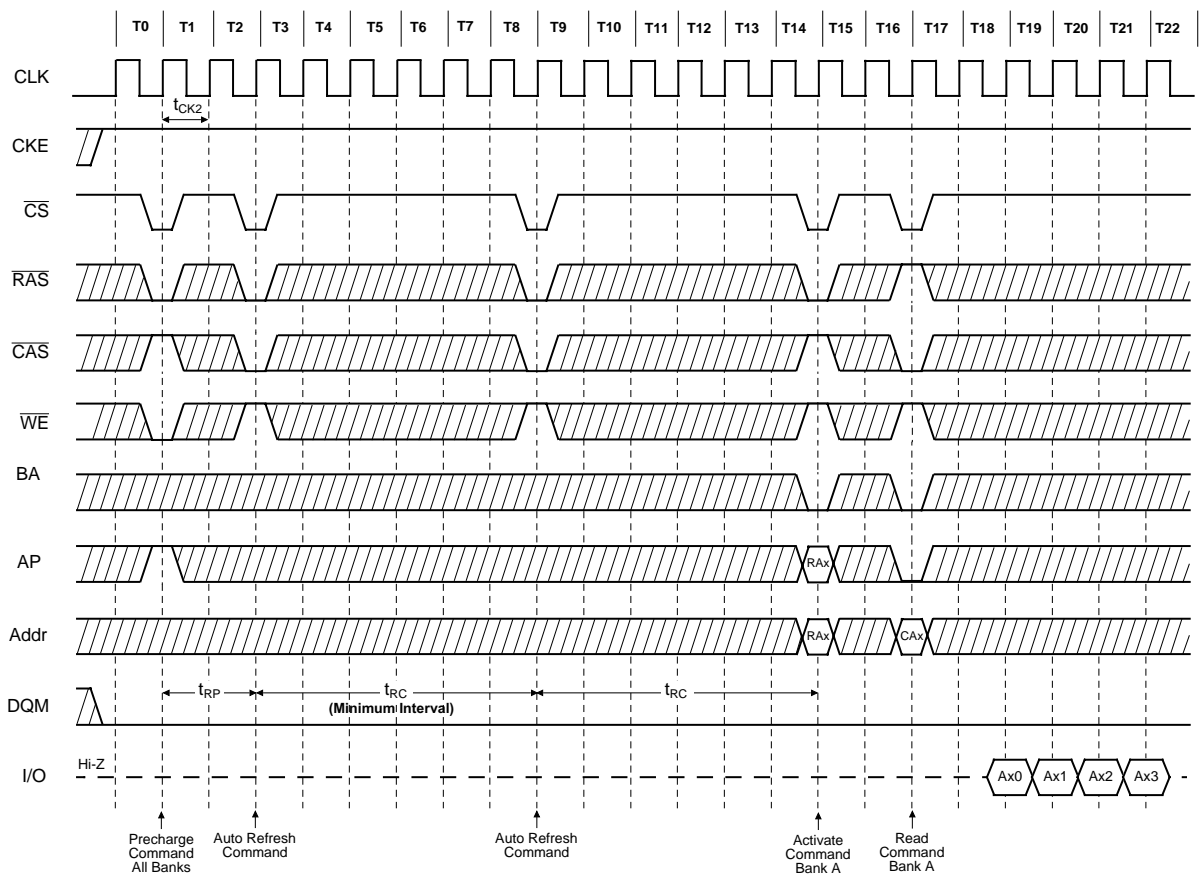 T0 T1 T2 T3 T4 T5 T6 T7 T8 T9 T10 T11 T12 T13 T14 T15 T16 T17 T18 T19 T20 T21 T22
CLK
tCK2
CKE
CS
RAS
CAS
WE
BA
AP RAx
Addr RAx CAx
DQM tRP tRC tRC
(Minimum Interval)
I/O Hi-Z Ax0 Ax1 Ax2 Ax3
Precharge
Command
All Banks
Auto Refresh
Command
Auto Refresh
Command
Activate
Command
Bank A
Read
Command
Bank A